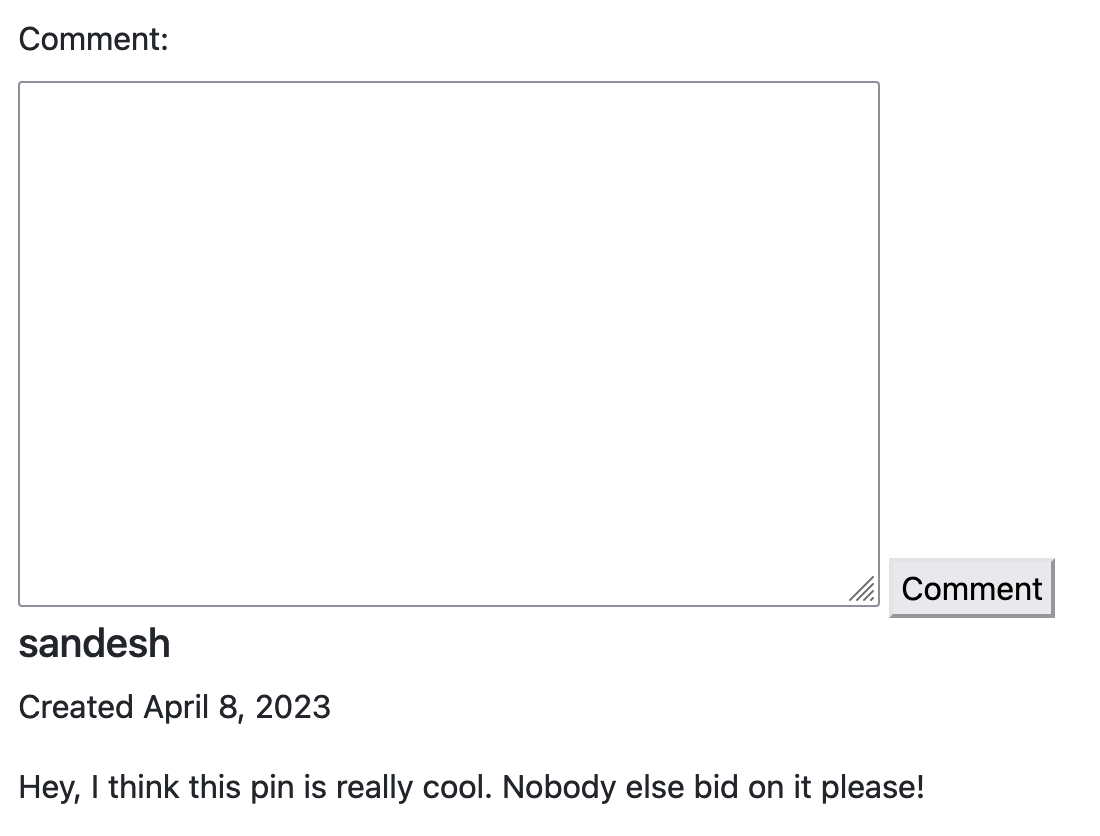 Comment:
Comment
sandesh
Created April 8, 2023
Hey, I think this pin is really cool. Nobody else bid on it please!